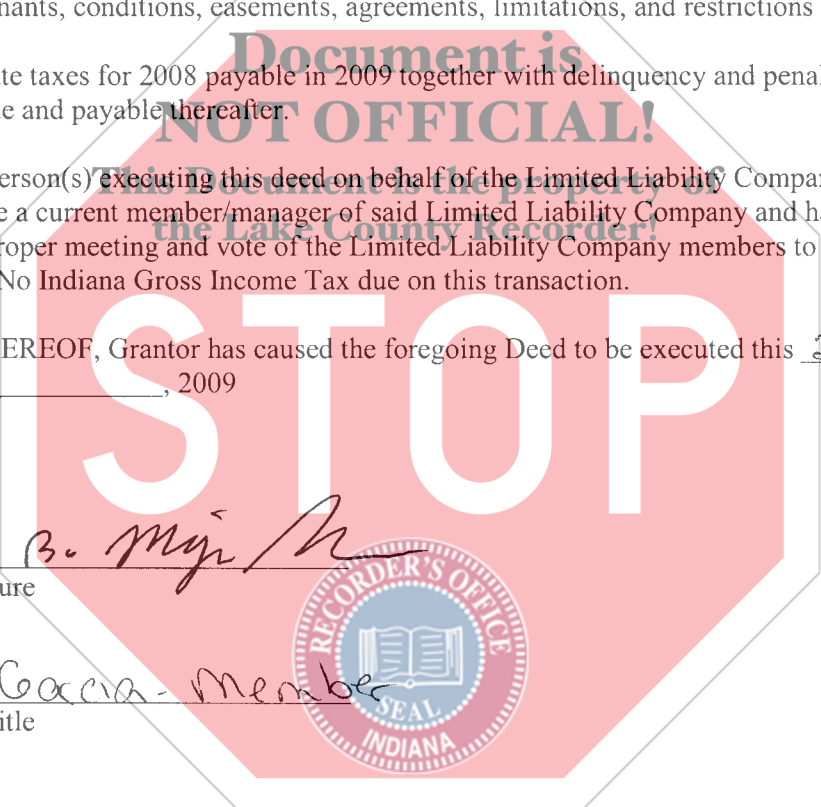 nants, conditions, easements, agreements, limitations, and restrictions
Document is
te taxes for 2008 payable in 2009 together with delinquency and penal
e and payable thereafter.
NOT OFFICIAL!
This Document is the property of
erson(s) executing this deed on behalf of the Limited Liability Compan
e a current member/manager of said Limited Liability Company and h
the Lake County Recorder!
roper meeting and vote of the Limited Liability Company members to
No Indiana Gross Income Tax due on this transaction.
EREOF, Grantor has caused the foregoing Deed to be executed this 2
, 2009
STOP
B.
ure
RECORDER'S OFFICE
Garcia - Member
SEAL
itle
INDIANA